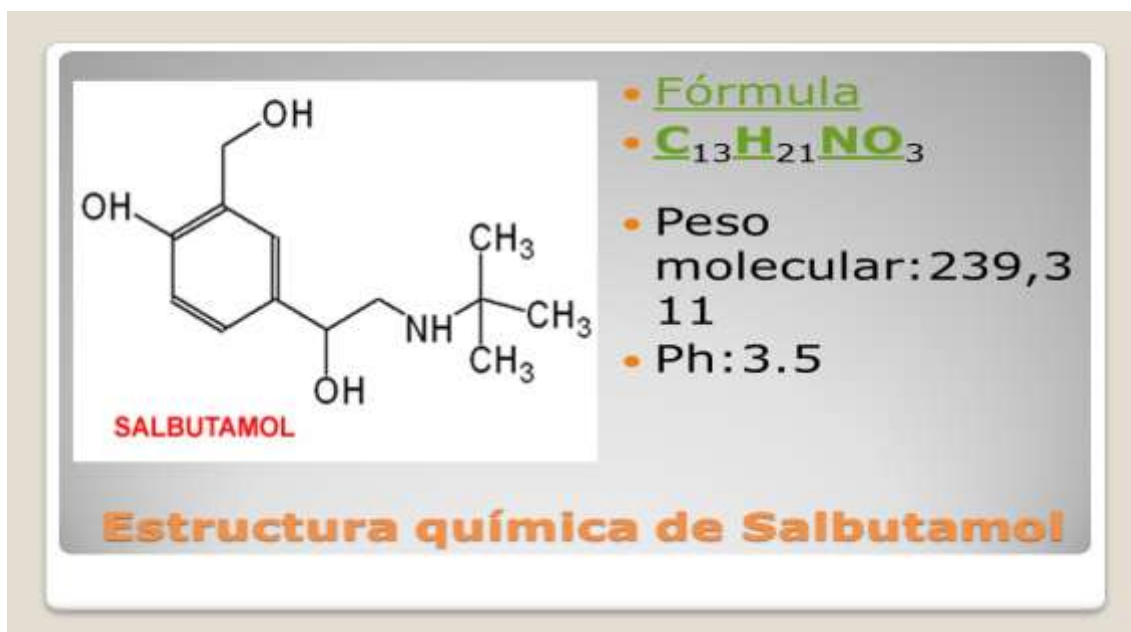 OH
OH
CH3
NH
CH3
CH3
OH
SALBUTAMOL
Fórmula
C13H21NO3
Peso
molecular:239,3
11
Ph:3.5
Estructura química de Salbutamol